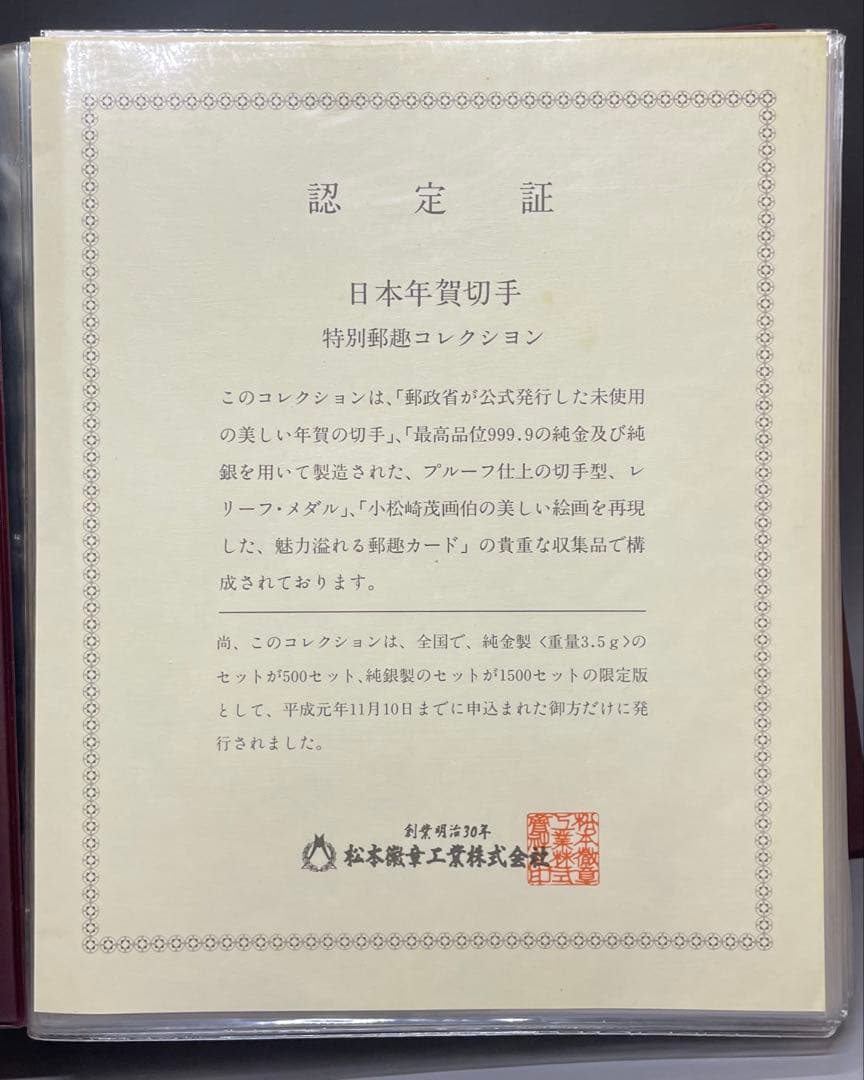 認定証
日本年賀切手
特別郵趣コレクション
このコレクションは、「郵政省が公式発行した未使用
の美しい年賀の切手」、「最高品位999.9の純金及び純
銀を用いて製造された、プルーフ仕上の切手型、レ
リーフ・メダル」、「小松崎茂画伯の美しい絵画を再現
した、魅力溢れる郵趣カード」の貴重な収集品で構
成されております。
尚、このコレクションは、全国で、純金製〈重量3.5g〉の
セットが500セット、純銀製のセットが1500セットの限定版
として、平成元年11月10日までに申込まれた御方だけに発
行されました。
創業明治30年
松本徽章工業株式会社